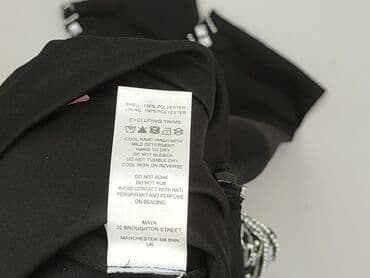 SHELL: 100% POLYESTER
LINING: 100% POLYESTER
EXCLUDING TRIMS
COOL HAND WASH WITH
MILD DETERGENT
HANG TO DRY
DO NOT BLEACH
DO NOT TUMBLE DRY
COOL IRON ON REVERSE
DO NOT SOAK
DO NOT RUB
AVOID CONTACT WITH ANTI
PERSPIRANT AND PERFUMS
ON BEADING
MAYA
32 BROUGHTON STREET,
MANCHESTER M8 8NN
UK